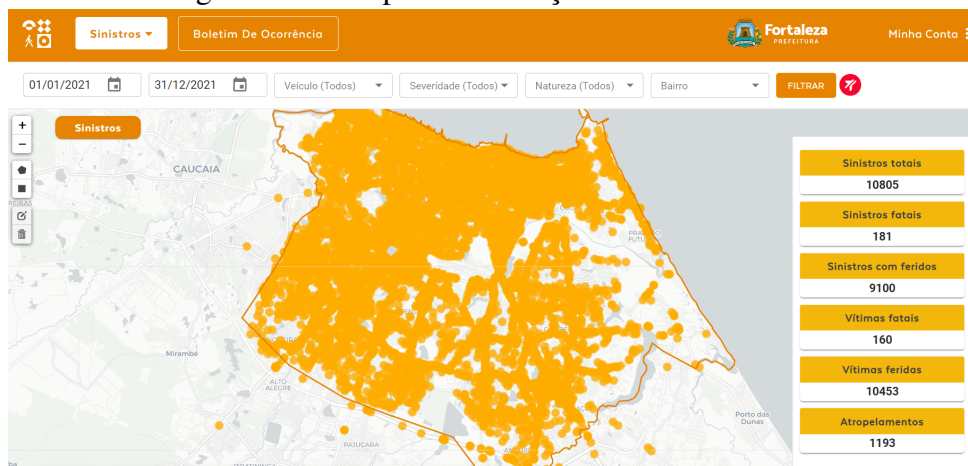 Sinistros
Boletim De Ocorrência
Fortaleza
PREFEITURA
Minha Conta
01/01/2021
31/12/2021
Veículo (Todos)
Severidade (Todos)
Natureza (Todos)
Bairro
FILTRAR
+
−
Sinistros
CAUCAIA
Mirambé
ALTO
ALEGRE
PAJUÇARA
Porto das
Dunas
Sinistros totais
10805
Sinistros fatais
181
Sinistros com feridos
9100
Vítimas fatais
160
Vítimas feridas
10453
Atropelamentos
1193